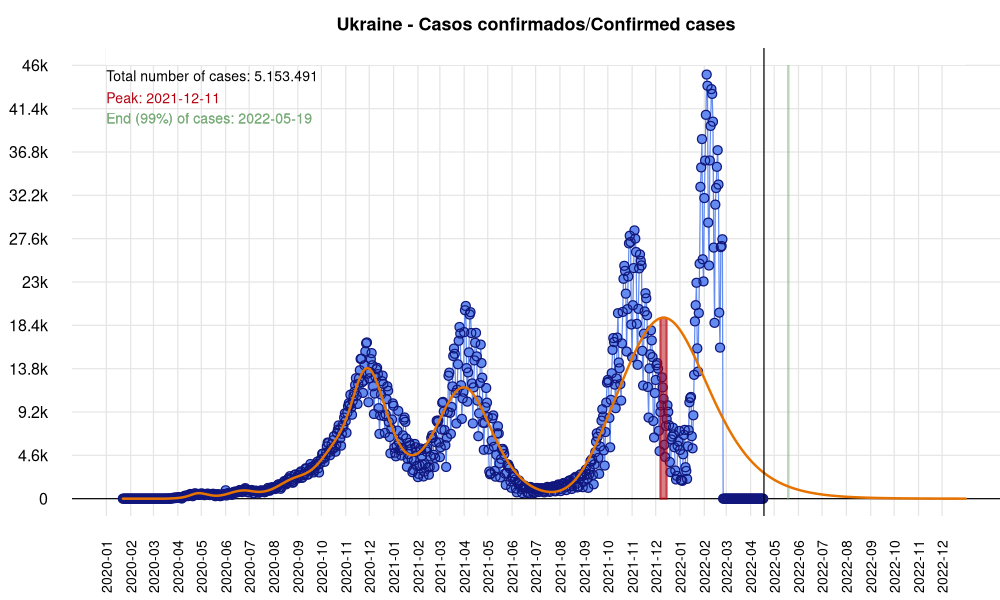 Ukraine - Casos confirmados/Confirmed cases
Total number of cases: 5.153.491
Peak: 2021-12-11
End (99%) of cases: 2022-05-19
46k
41.4k
36.8k
32.2k
27.6k
23k
18.4k
13.8k
9.2k
4.6k
0
2020-01
2020-02
2020-03
2020-04
2020-05
2020-06
2020-07
2020-08
2020-09
2020-10
2020-11
2020-12
2021-01
2021-02
2021-03
2021-04
2021-05
2021-06
2021-07
2021-08
2021-09
2021-10
2021-11
2021-12
2022-01
2022-02
2022-03
2022-04
2022-05
2022-06
2022-07
2022-08
2022-09
2022-10
2022-11
2022-12